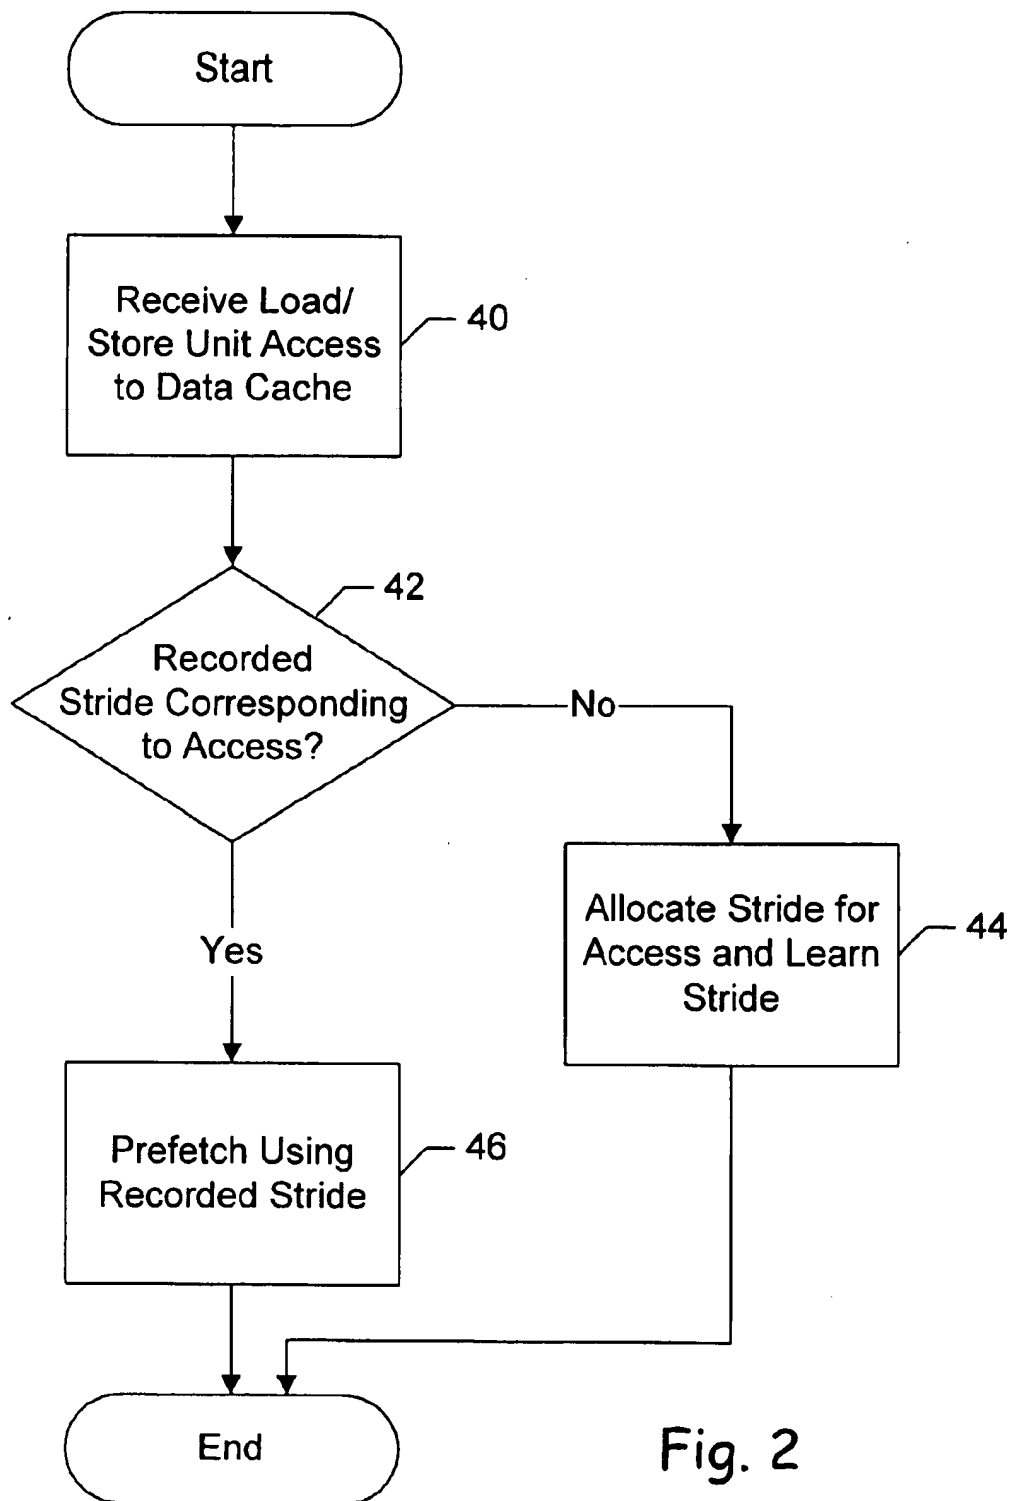 Start
Receive Load/
Store Unit Access
to Data Cache
40
42
Recorded
Stride Corresponding
to Access?
No
Yes
Allocate Stride for
Access and Learn
Stride
44
Prefetch Using
Recorded Stride
46
End
Fig. 2